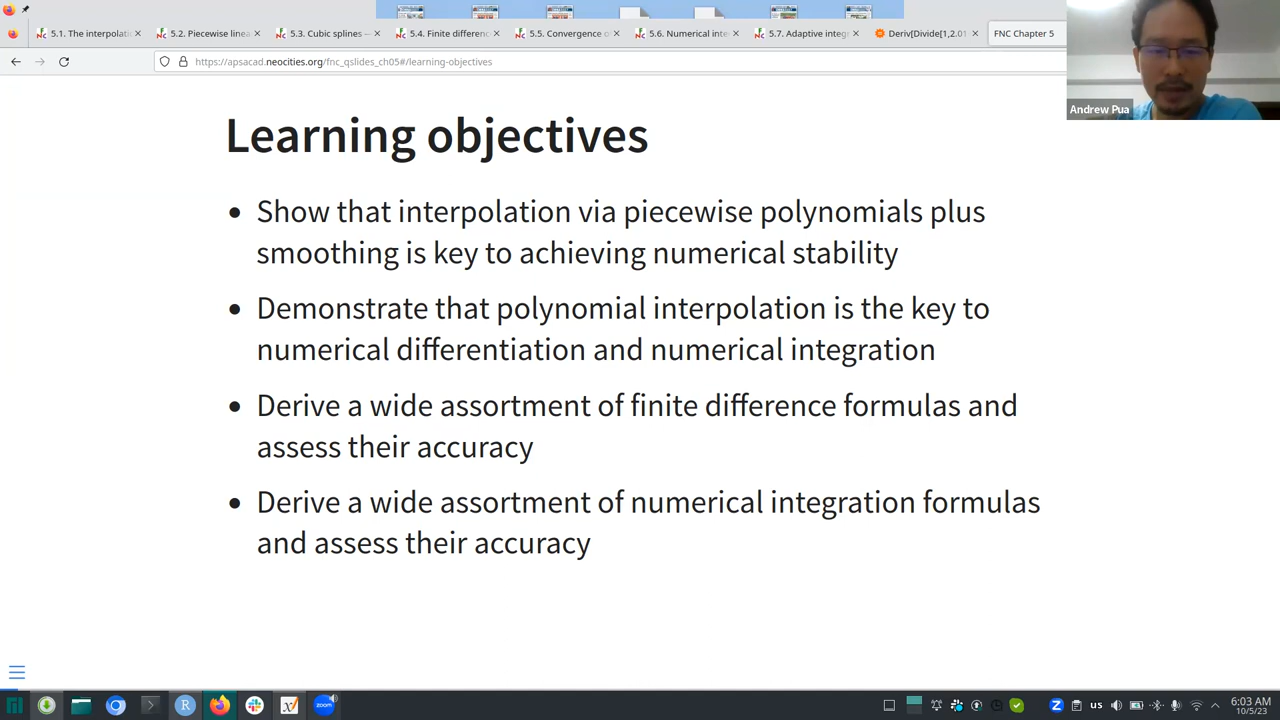 5.1. The interpolati
5.2. Piecewise linea
5.3. Cubic splines –
5.4. Finite differenc
5.5. Convergence o
5.6. Numerical inte
5.7. Adaptive integ
Deriv[Divide[1,2.01
FNC Chapter 5
https://apsacad.neocities.org/fnc_qslides_ch05#/learning-objectives
Andrew Pua
Learning objectives
• Show that interpolation via piecewise polynomials plus
smoothing is key to achieving numerical stability
• Demonstrate that polynomial interpolation is the key to
numerical differentiation and numerical integration
• Derive a wide assortment of finite difference formulas and
assess their accuracy
• Derive a wide assortment of numerical integration formulas
and assess their accuracy
zoom
us
6:03 AM
10/5/23